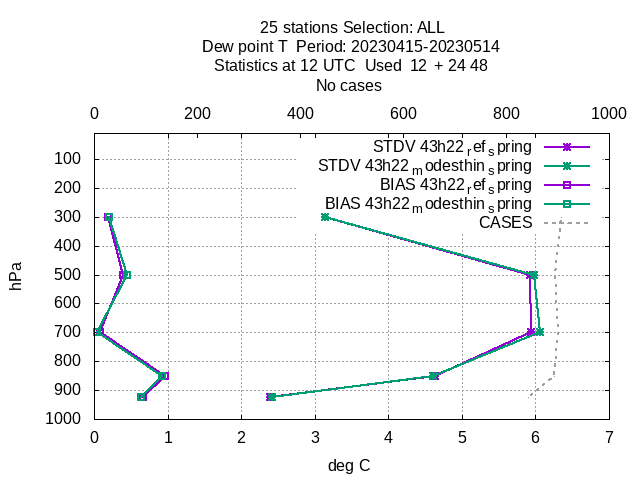 25 stations Selection: ALL
Dew point T  Period: 20230415-20230514
Statistics at 12 UTC  Used  12  + 24 48
No cases
0 200 400 600 800 1000
STDV 43h22_ref_spring
STDV 43h22_modesthin_spring
BIAS 43h22_ref_spring
BIAS 43h22_modesthin_spring
CASES
100
200
300
400
500
600
700
800
900
1000
hPa
0 1 2 3 4 5 6 7
deg C